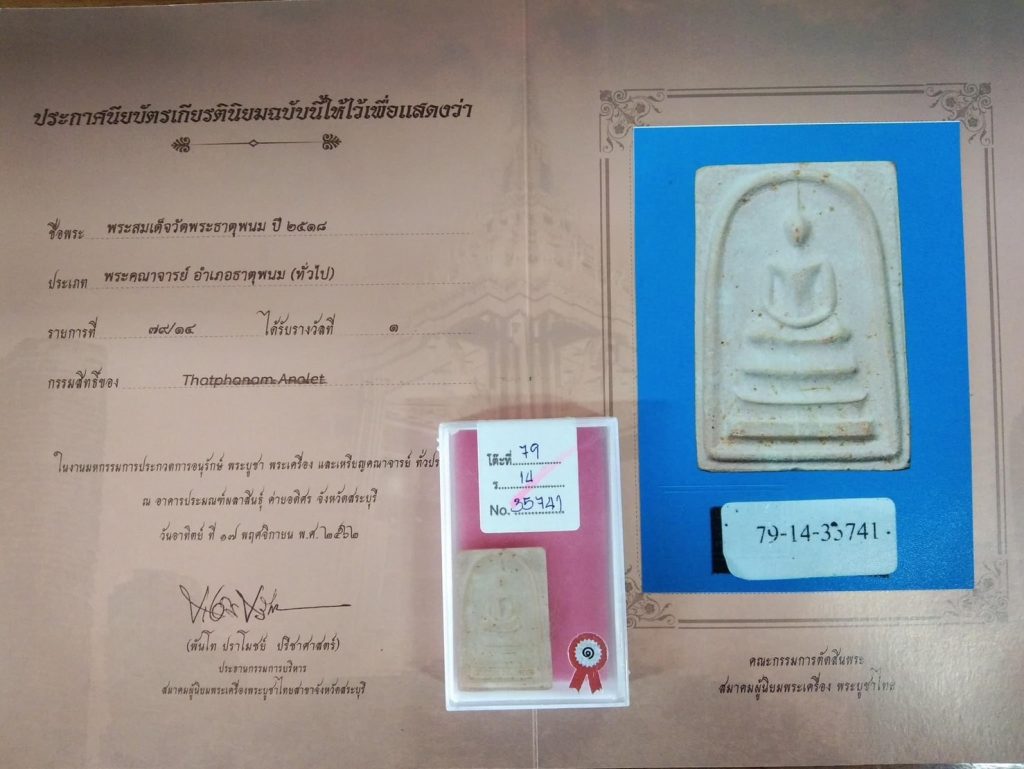 ประกาศนียบัตรเกียรตินิยมฉบับนี้ให้ไว้เพื่อแสดงว่า
ชื่อพระ พระสมเด็จวัดพระธาตุพนม ปี ๒๕๑๘
ประเภท พระคณาจารย์ อำเภอธาตุพนม (ทั่วไป)
รายการที่ ๗๙/๑๔ ได้รับรางวัลที่ ๑
กรรมสิทธิ์ของ Thatphanom Amulet
ในงานมหกรรมการประกวดการอนุรักษ์ พระบูชา พระเครื่อง และเหรียญคณาจารย์ ทั่วประ
ณ อาคารประมณฑ์ผลาสินธุ์ ค่ายอดิศร จังหวัดสระบุรี
วันอาทิตย์ ที่ ๑๗ พฤศจิกายน พ.ศ. ๒๕๖๒
(พันโท ปราโมชย์ ปรีชาศาสตร์)
ประธานกรรมการบริหาร
สมาคมผู้นิยมพระเครื่องพระบูชาไทยสาขาจังหวัดสระบุรี
โต๊ะที่ 79
ร 14
No. 35741
๑
79-14-35741
คณะกรรมการตัดสินพระ
สมาคมผู้นิยมพระเครื่อง พระบูชาไทย